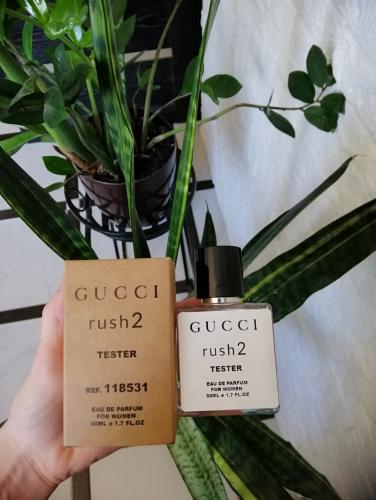 GUCCI
rush2
TESTER
REF. 118531
EAU DE PARFUM
FOR WOMEN
50ML e 1.7 FL.OZ
GUCCI
rush2
TESTER
EAU DE PARFUM
FOR WOMEN
50ML e 1.7 FL.OZ